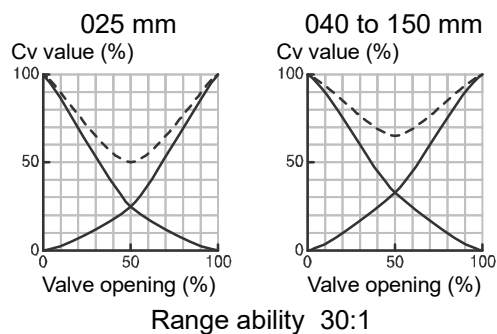 025 mm
Cv value (%)
100
50
0
0 50 100
Valve opening (%)
040 to 150 mm
Cv value (%)
100
50
0
0 50 100
Valve opening (%)
Range ability 30:1